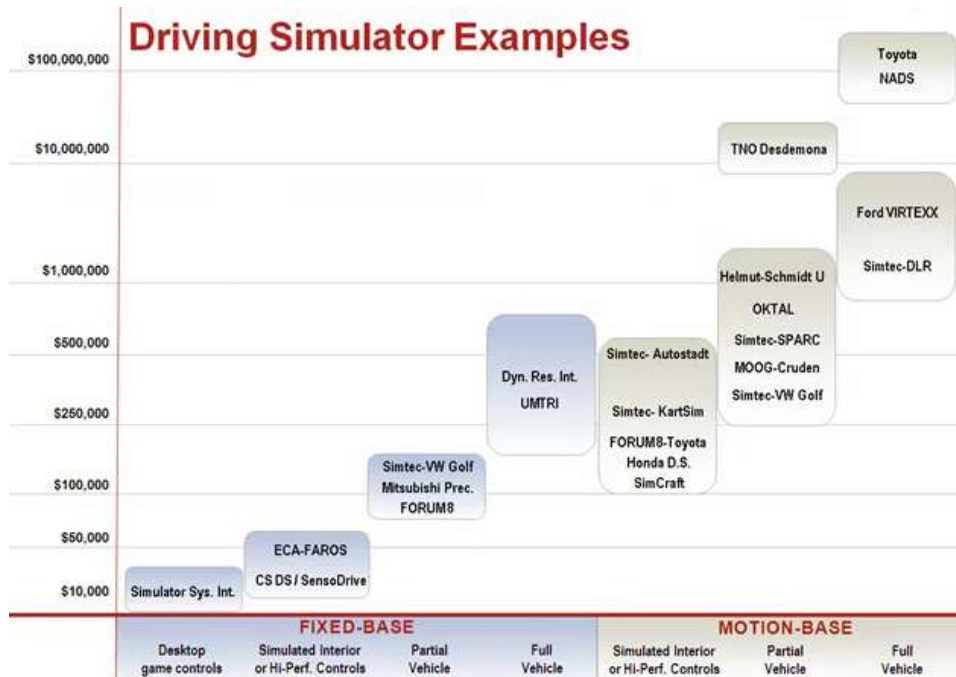 Driving Simulator Examples
$100,000,000
$10,000,000
$1,000,000
$500,000
$250,000
$100,000
$50,000
$10,000
Toyota
NADS
TNO Desdemona
Ford VIRTEXX
Simtec-DLR
Helmut-Schmidt U
OKTAL
Simtec-SPARC
MOOG-Cruden
Simtec-VW Golf
Simtec- Autostadt
Simtec- KartSim
FORUM8-Toyota
Honda D.S.
SimCraft
Dyn. Res. Int.
UMTRI
Simtec-VW Golf
Mitsubishi Prec.
FORUM8
ECA-FAROS
CS DS / SensoDrive
Simulator Sys. Int.
FIXED-BASE
MOTION-BASE
Desktop
game controls
Simulated Interior
or Hi-Perf. Controls
Partial
Vehicle
Full
Vehicle
Simulated Interior
or Hi-Perf. Controls
Partial
Vehicle
Full
Vehicle